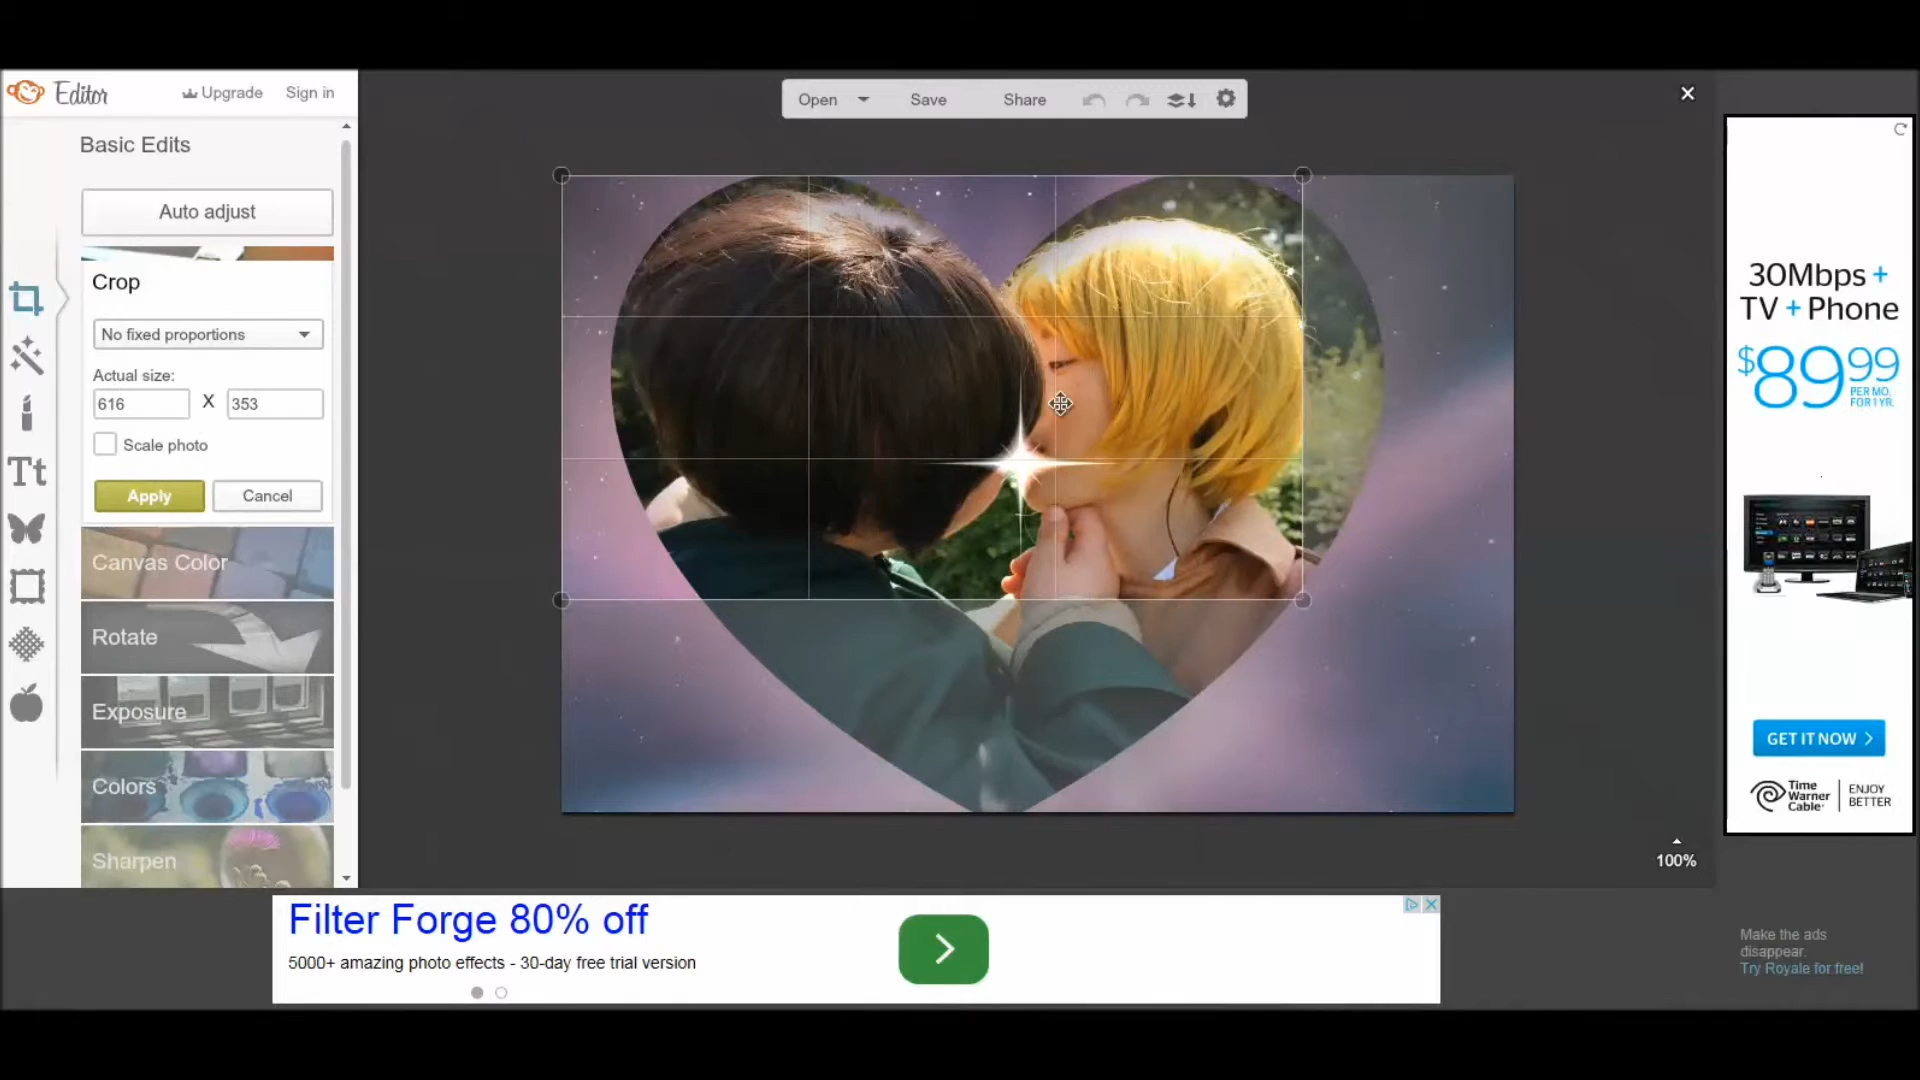 Editor
Upgrade
Sign in
Open
Save
Share
Basic Edits
Auto adjust
Crop
No fixed proportions
Actual size:
616 X 353
Scale photo
Apply
Cancel
Tt
Canvas Color
Rotate
Exposure
Colors
Sharpen
100%
30Mbps +
TV + Phone
$89 99
PER MO.
FOR 1 YR.
GET IT NOW >
Time
Warner
Cable
ENJOY
BETTER
Filter Forge 80% off
5000+ amazing photo effects - 30-day free trial version
Make the ads
disappear.
Try Royale for free!